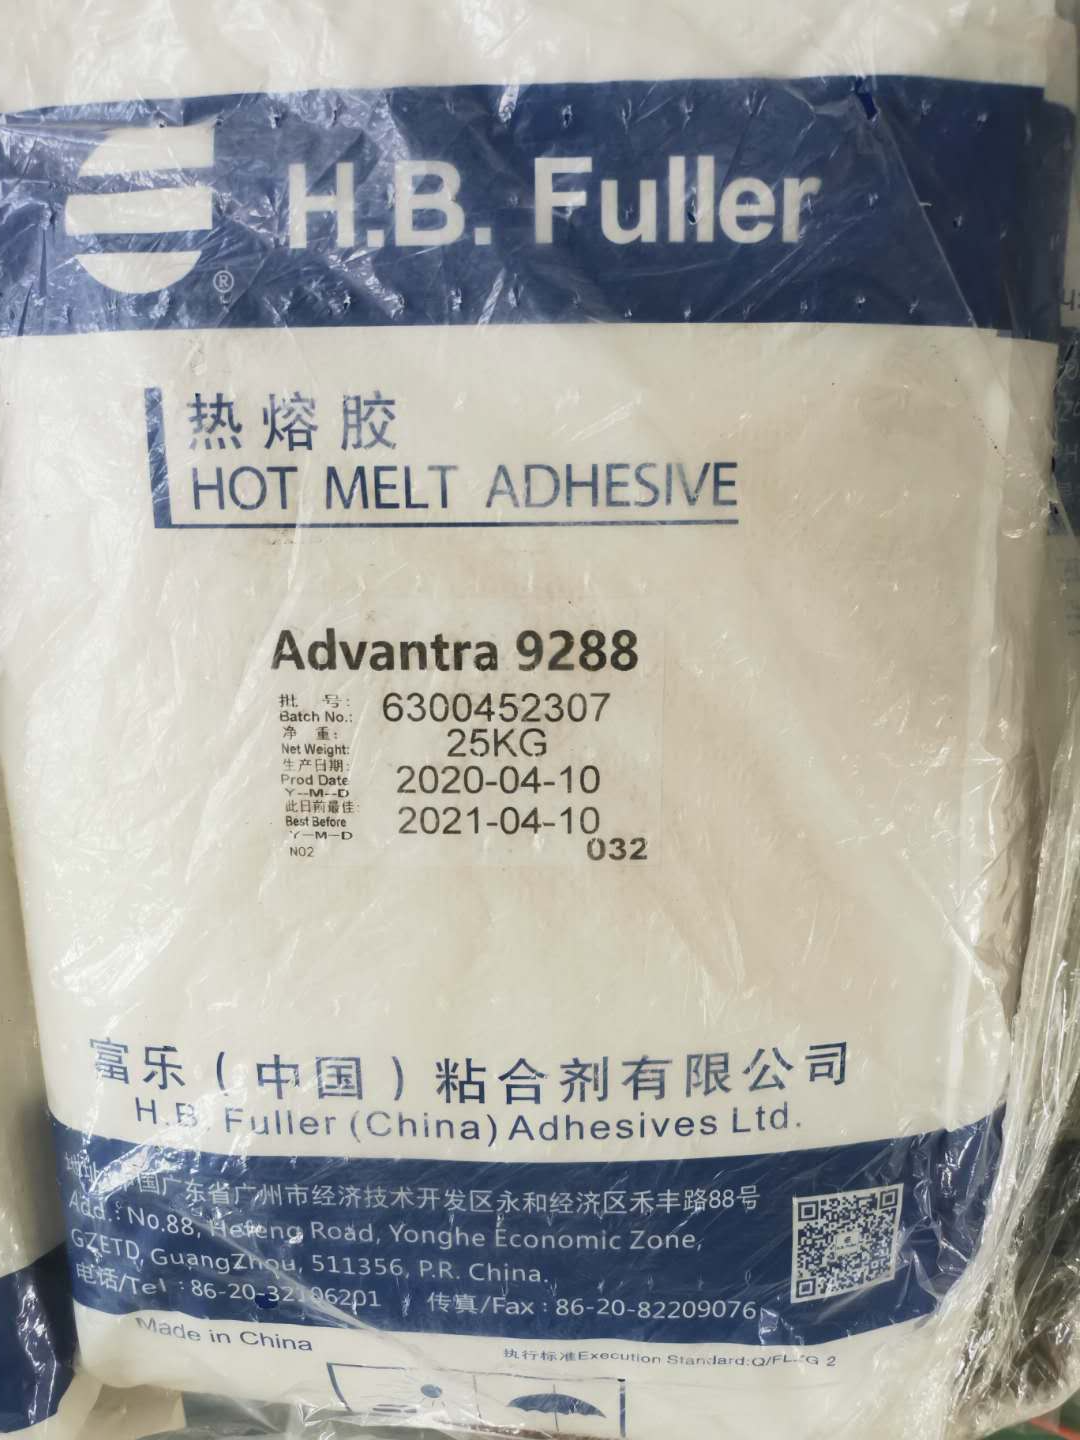 H.B. Fuller
®
热熔胶
HOT MELT ADHESIVE
Advantra 9288
批 号:
Batch No.: 6300452307
净 重:
Net Weight: 25KG
生产日期:
Prod Date 2020-04-10
Y-M-D
此日前最佳:
Best Before 2021-04-10
Y-M-D
N02 032
富乐(中国)粘合剂有限公司
H.B. Fuller (China) Adhesives Ltd.
中国广东省广州市经济技术开发区永和经济区禾丰路88号
Add.: No.88, Hefeng Road, Yonghe Economic Zone,
GZETD, GuangZhou, 511356, P.R. China.
电话/Tel : 传真/Fax : 86-20-82209076
Made in China
执行标准Execution Standard: